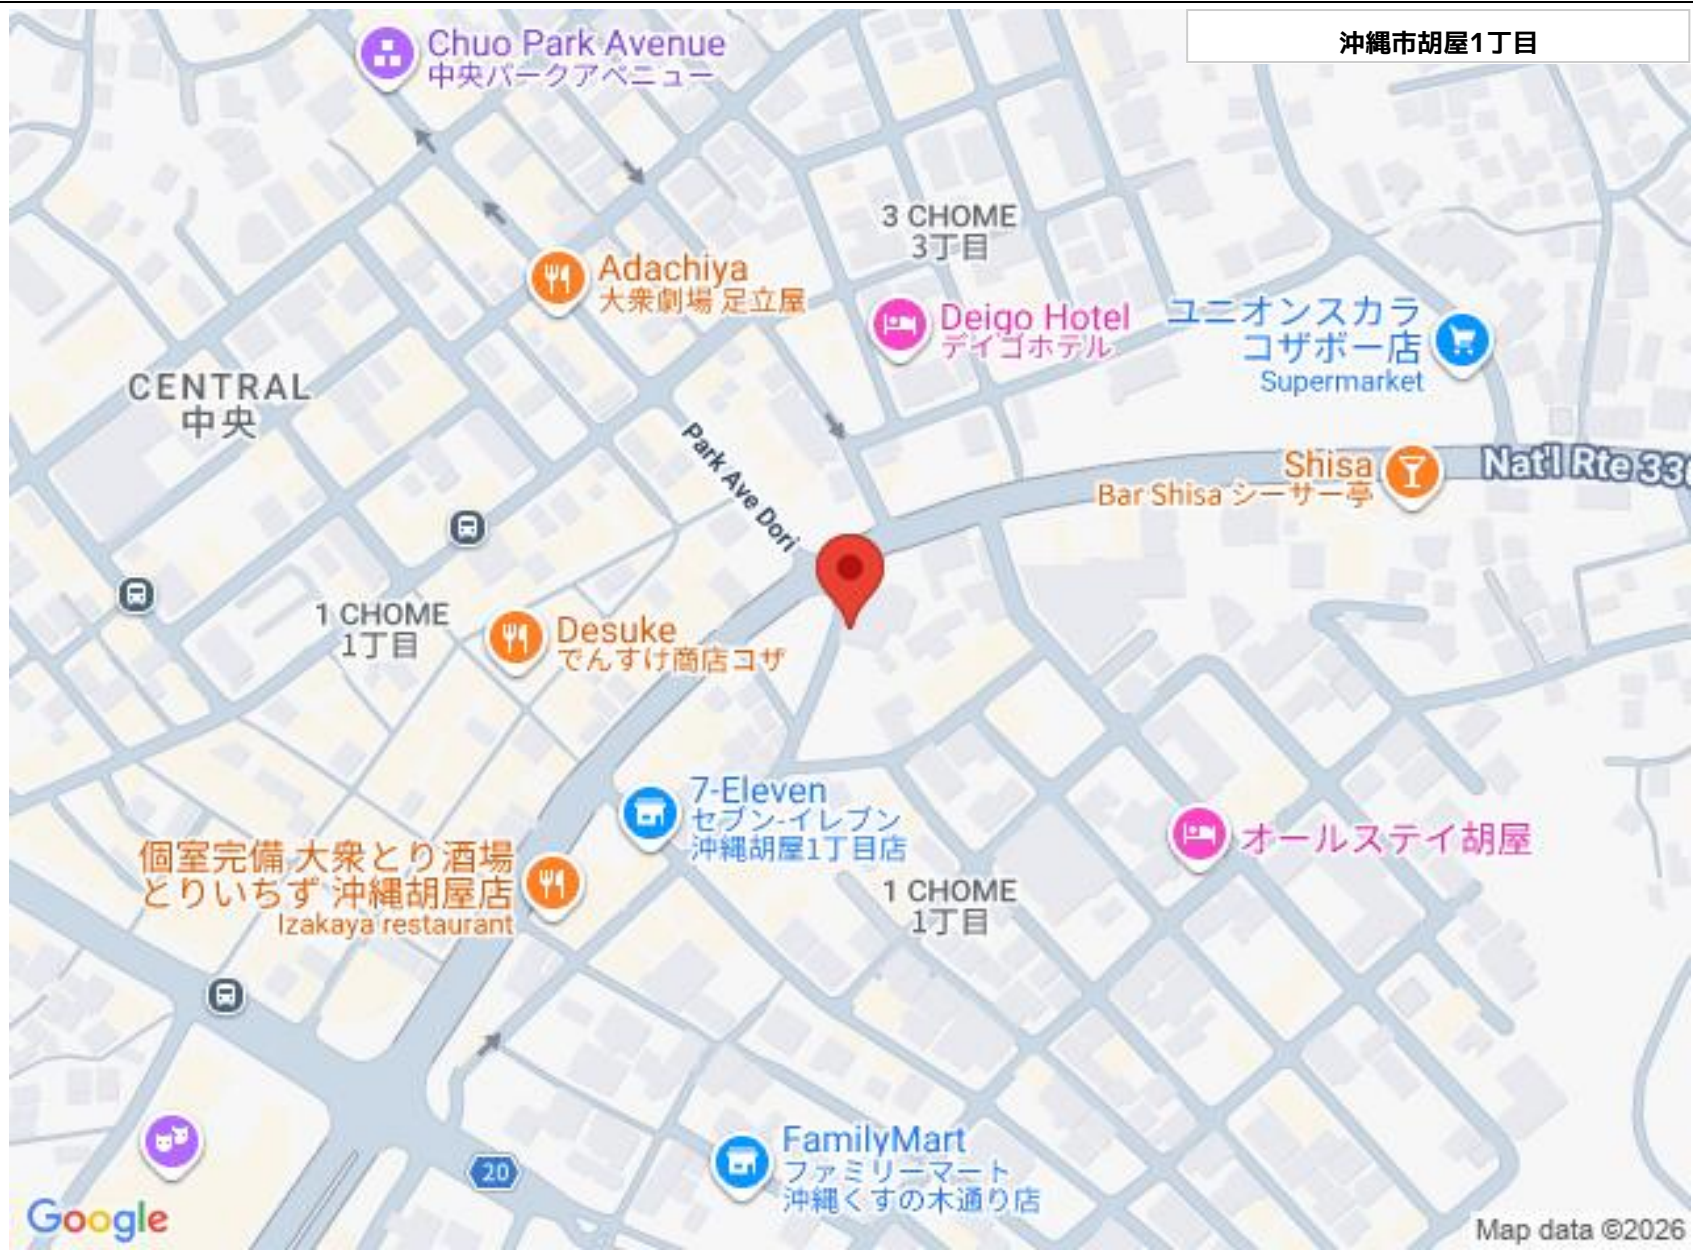 沖縄市胡屋1丁目
Chuo Park Avenue
中央パークアベニュー
3 CHOME
3丁目
Adachiya
大衆劇場 足立屋
Deigo Hotel
デイゴホテル
ユニオンスカラ
コザボー店
Supermarket
CENTRAL
中央
Park Ave Dori
Shisa
Bar Shisa シーサー亭
Nat'l Rte 330
1 CHOME
1丁目
Desuke
でんすけ商店コザ
7-Eleven
セブン-イレブン
沖縄胡屋1丁目店
オールステイ胡屋
個室完備 大衆とり酒場
とりいちず 沖縄胡屋店
Izakaya restaurant
1 CHOME
1丁目
FamilyMart
ファミリーマート
沖縄くすの木通り店
20
Google
Map data ©2026